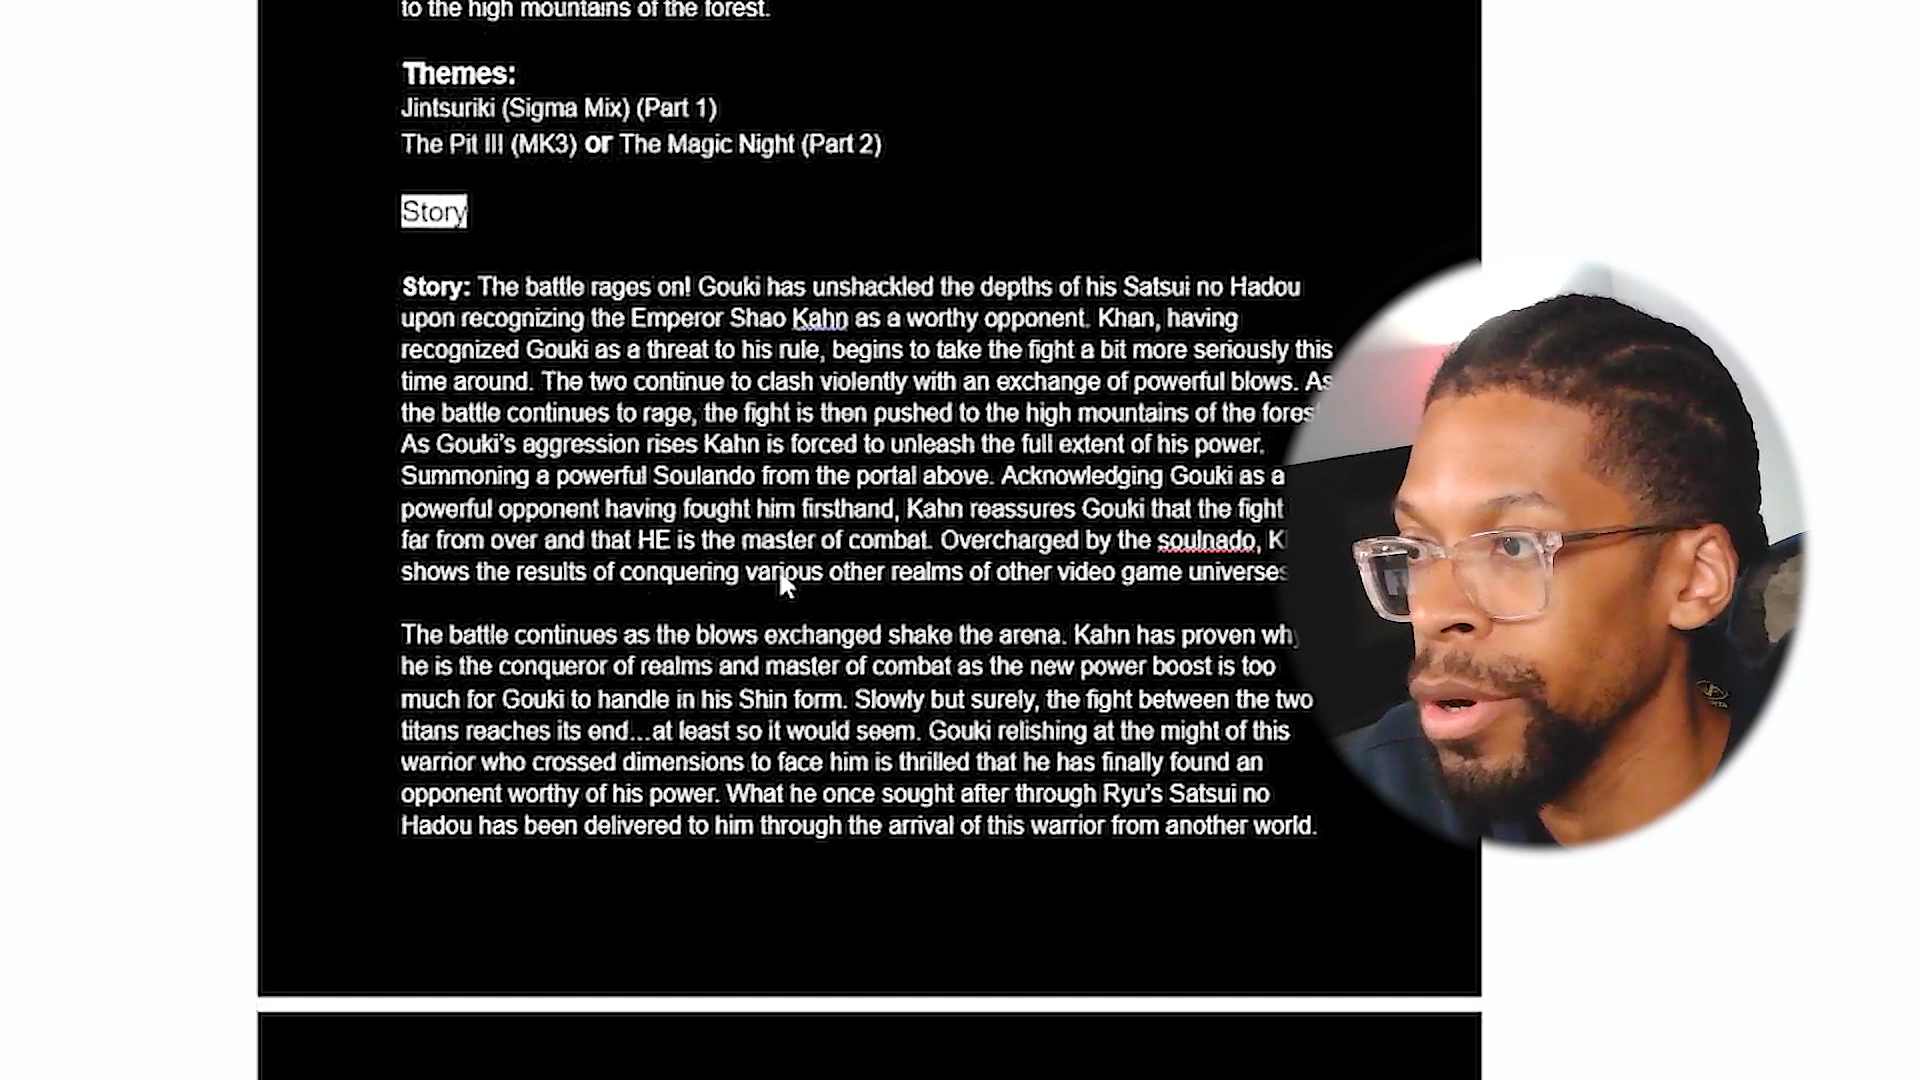 to the high mountains of the forest.
Themes:
Jintsuriki (Sigma Mix) (Part 1)
The Pit III (MK3) or The Magic Night (Part 2)
Story
Story: The battle rages on! Gouki has unshackled the depths of his Satsui no Hadou
upon recognizing the Emperor Shao Kahn as a worthy opponent. Khan, having
recognized Gouki as a threat to his rule, begins to take the fight a bit more seriously this
time around. The two continue to clash violently with an exchange of powerful blows. As
the battle continues to rage, the fight is then pushed to the high mountains of the
As Gouki's aggression rises Kahn is forced to unleash the full extent of his power.
Summoning a powerful Soulando from the portal above. Acknowledging Gouki as a
powerful opponent having fought him firsthand, Kahn reassures Gouki that the fight
far from over and that HE is the master of combat. Overcharged by the soulnado,
shows the results of conquering various other realms of other video game universes
The battle continues as the blows exchanged shake the arena. Kahn has proven why
he is the conqueror of realms and master of combat as the new power boost is too
much for Gouki to handle in his Shin form. Slowly but surely, the fight between the two
titans reaches its end...at least so it would seem. Gouki relishing at the might of this
warrior who crossed dimensions to face him is thrilled that he has finally found an
opponent worthy of his power. What he once sought after through Ryu's Satsui no
Hadou has been delivered to him through the arrival of this warrior from another world.